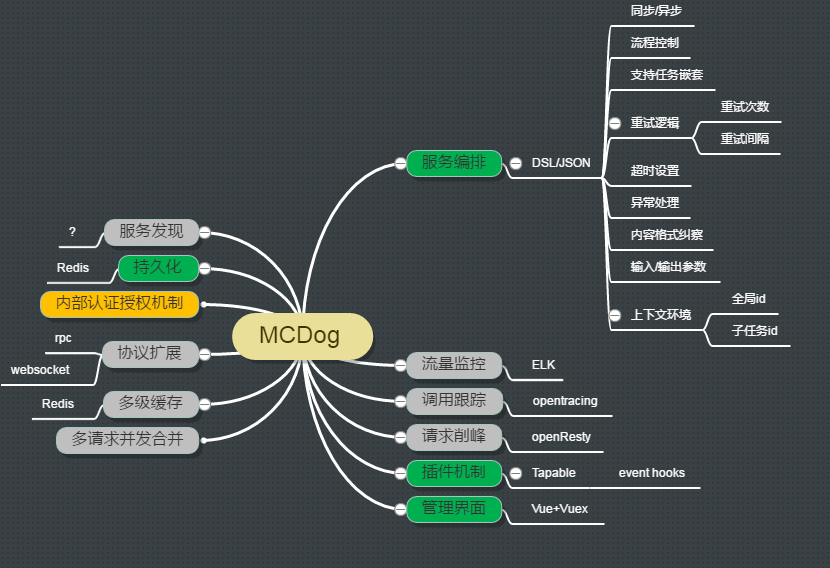 MCDog
服务编排
DSL/JSON
同步/异步
流程控制
支持任务嵌套
重试逻辑
重试次数
重试间隔
超时设置
异常处理
内容格式纠察
输入/输出参数
上下文环境
全局id
子任务id
流量监控
ELK
调用跟踪
opentracing
请求削峰
openResty
插件机制
Tapable
event hooks
管理界面
Vue+Vuex
服务发现
?
持久化
Redis
内部认证授权机制
协议扩展
rpc
websocket
多级缓存
Redis
多请求并发合并